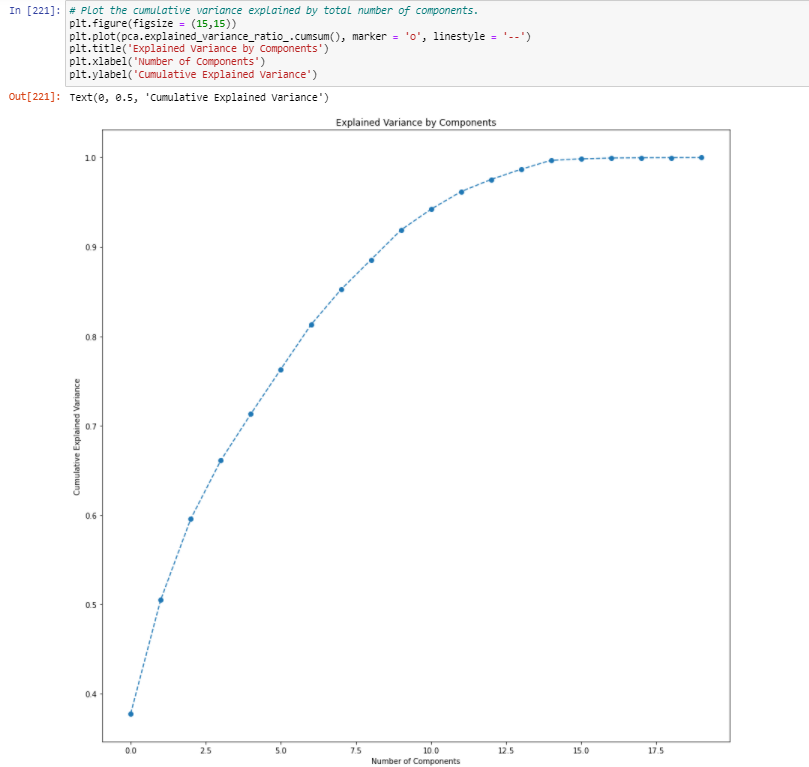 In [221]: # Plot the cumulative variance explained by total number of components.
plt.figure(figsize = (15,15))
plt.plot(pca.explained_variance_ratio_.cumsum(), marker = 'o', linestyle = '--')
plt.title('Explained Variance by Components')
plt.xlabel('Number of Components')
plt.ylabel('Cumulative Explained Variance')
Out[221]: Text(0, 0.5, 'Cumulative Explained Variance')
Explained Variance by Components
1.0
0.9
0.8
0.7
0.6
0.5
0.4
Cumulative Explained Variance
0.0 2.5 5.0 7.5 10.0 12.5 15.0 17.5
Number of Components